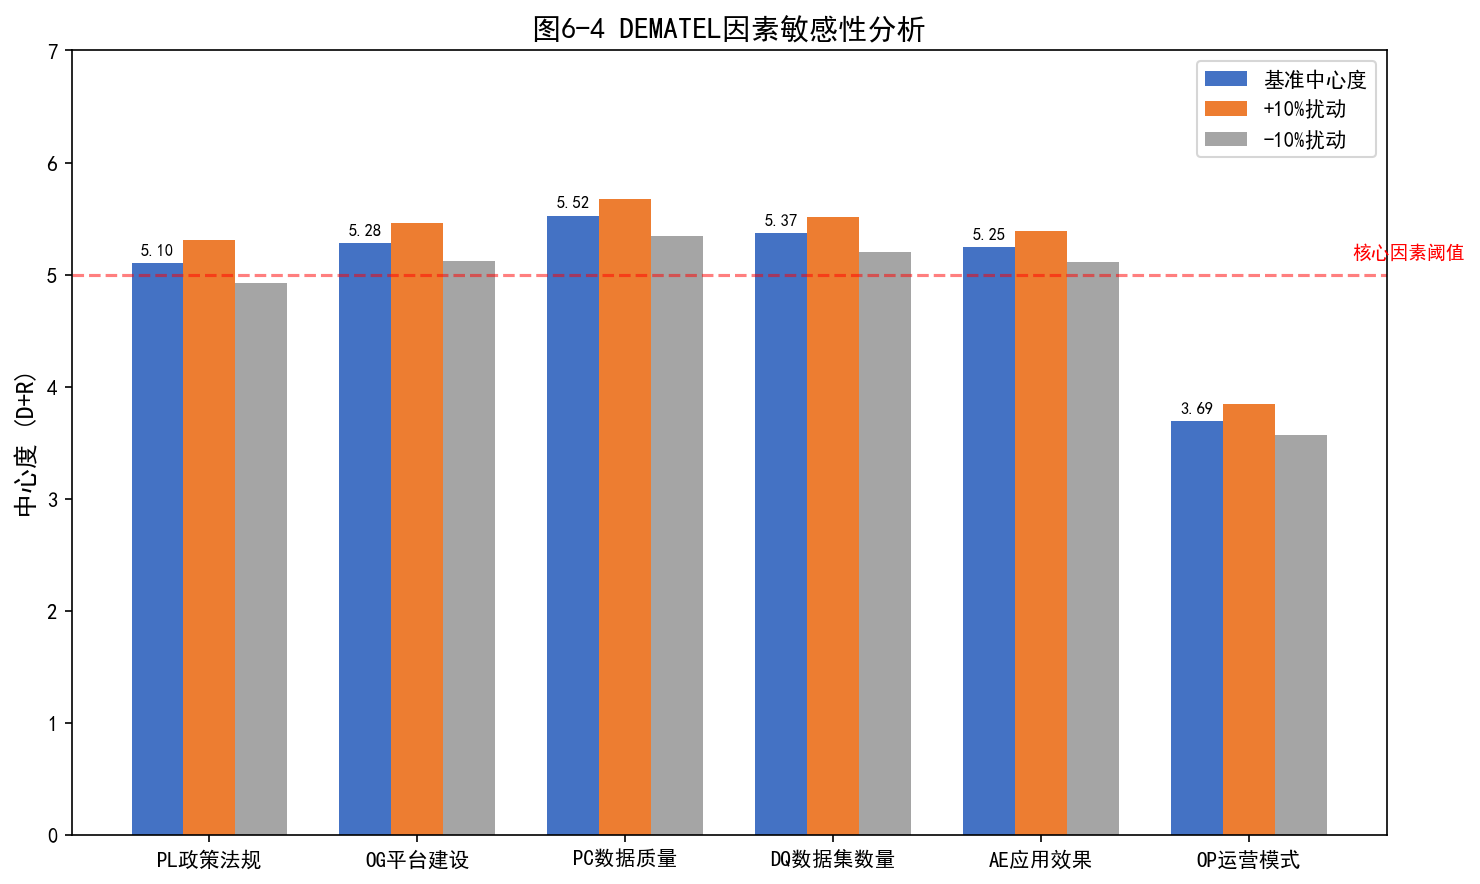 图6-4 DEMATEL因素敏感性分析
基准中心度
+10%扰动
-10%扰动
核心因素阈值
中心度 (D+R)
7
6
5
4
3
2
1
0
5.10
5.28
5.52
5.37
5.25
3.69
PL政策法规
OG平台建设
PC数据质量
DQ数据集数量
AE应用效果
OP运营模式